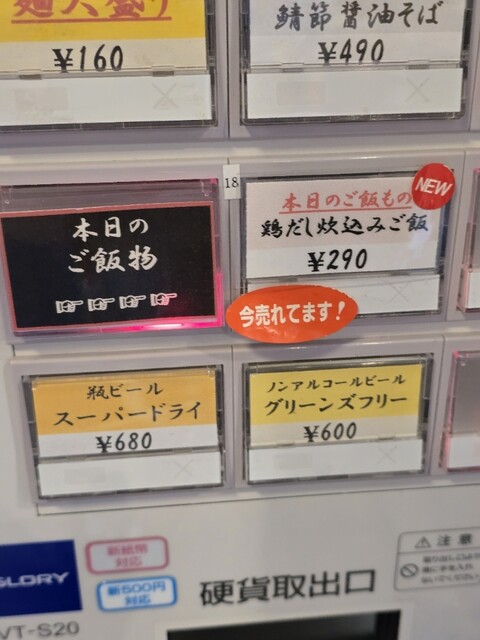 麺大盛り
¥160
鯖節醤油そば
¥490
本日の
ご飯物
18
本日のご飯もの
NEW
鶏だし炊込みご飯
¥290
今売れてます!
瓶ビール
スーパードライ
¥680
ノンアルコールビール
グリーンズフリー
¥600
GLORY
VT-S20
新紙幣
対応
新500円
対応
硬貨取出口
注意